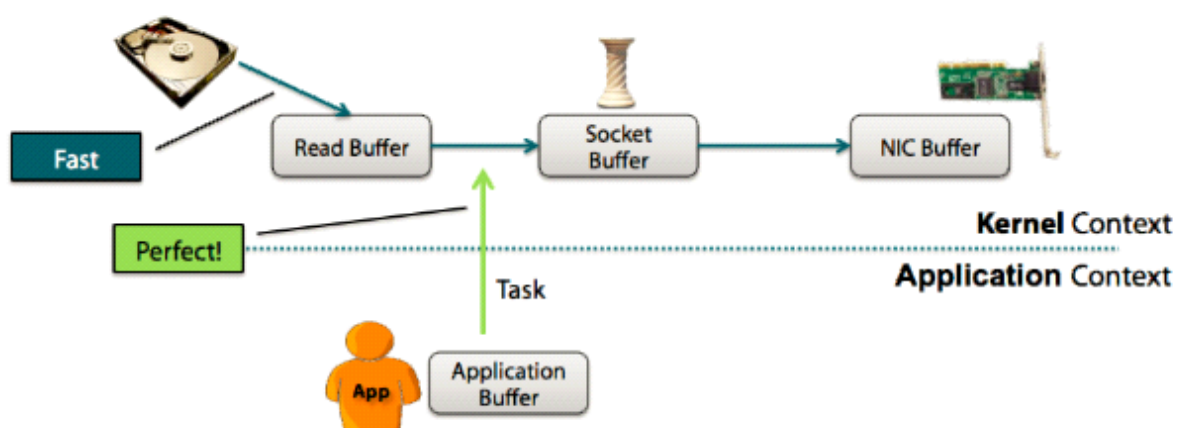 Fast
Read Buffer
Socket
Buffer
NIC Buffer
Perfect!
Kernel Context
Application Context
Task
App
Application
Buffer